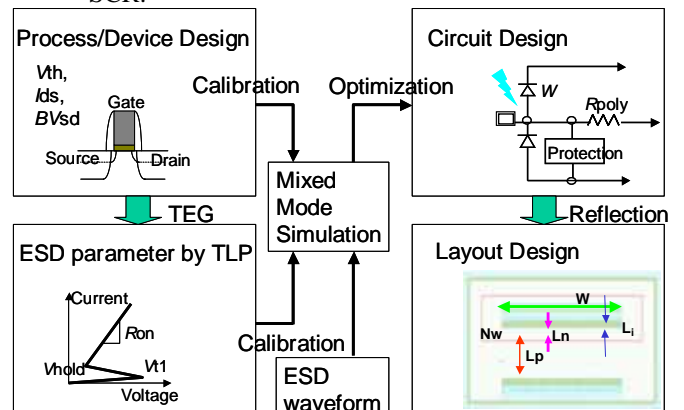 SCR.
Process/Device Design
Vth,
Ids,
BVsd
Gate
Source
Drain
Calibration
Optimization
Circuit Design
W
Rpoly
Protection
Mixed
Mode
Simulation
TEG
Reflection
ESD parameter by TLP
Current
Ron
Vhold
Vt1
Voltage
Calibration
ESD
waveform
Layout Design
W
Nw
Ln
Li
Lp